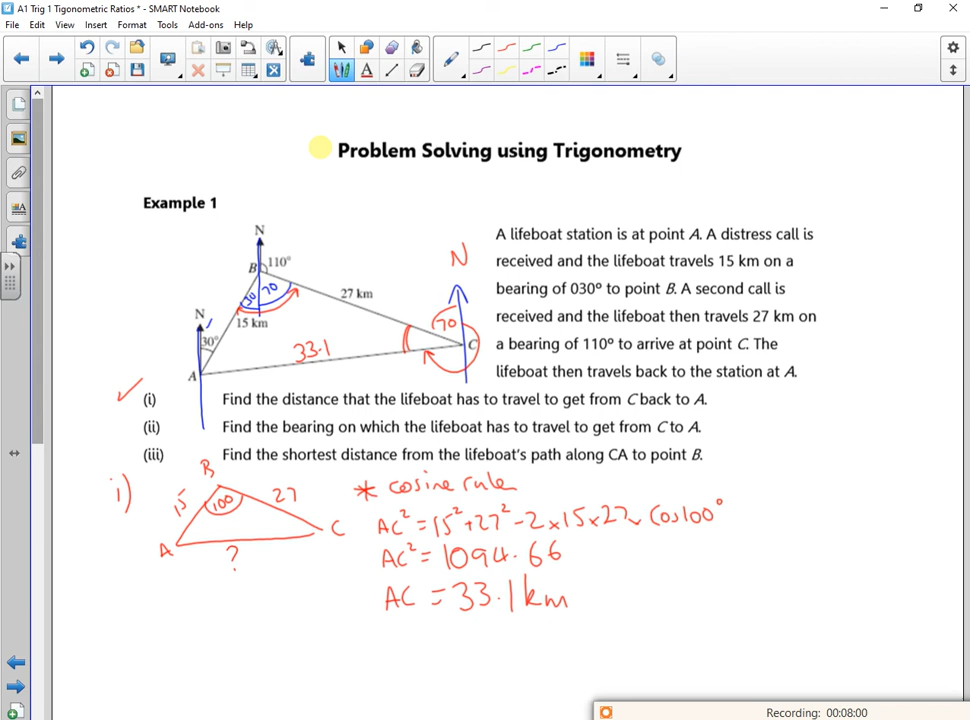 A1 Trig 1 Tigonometric Ratios * - SMART Notebook
File Edit View Insert Format Tools Add-ons Help
Problem Solving using Trigonometry
Example 1
N
B 110°
30 70
27 km
15 km
N
30°
A
33.1
N
70
C
A lifeboat station is at point A. A distress call is
received and the lifeboat travels 15 km on a
bearing of 030º to point B. A second call is
received and the lifeboat then travels 27 km on
a bearing of 110º to arrive at point C. The
lifeboat then travels back to the station at A.
(i) Find the distance that the lifeboat has to travel to get from C back to A.
(ii) Find the bearing on which the lifeboat has to travel to get from C to A.
(iii) Find the shortest distance from the lifeboat's path along CA to point B.
i)
B
15 100 27
A ? C
* cosine rule
AC² = 15² + 27² - 2 × 15 × 27 × Cos100°
AC² = 1094.66
AC = 33.1 km
Recording: 00:08:00